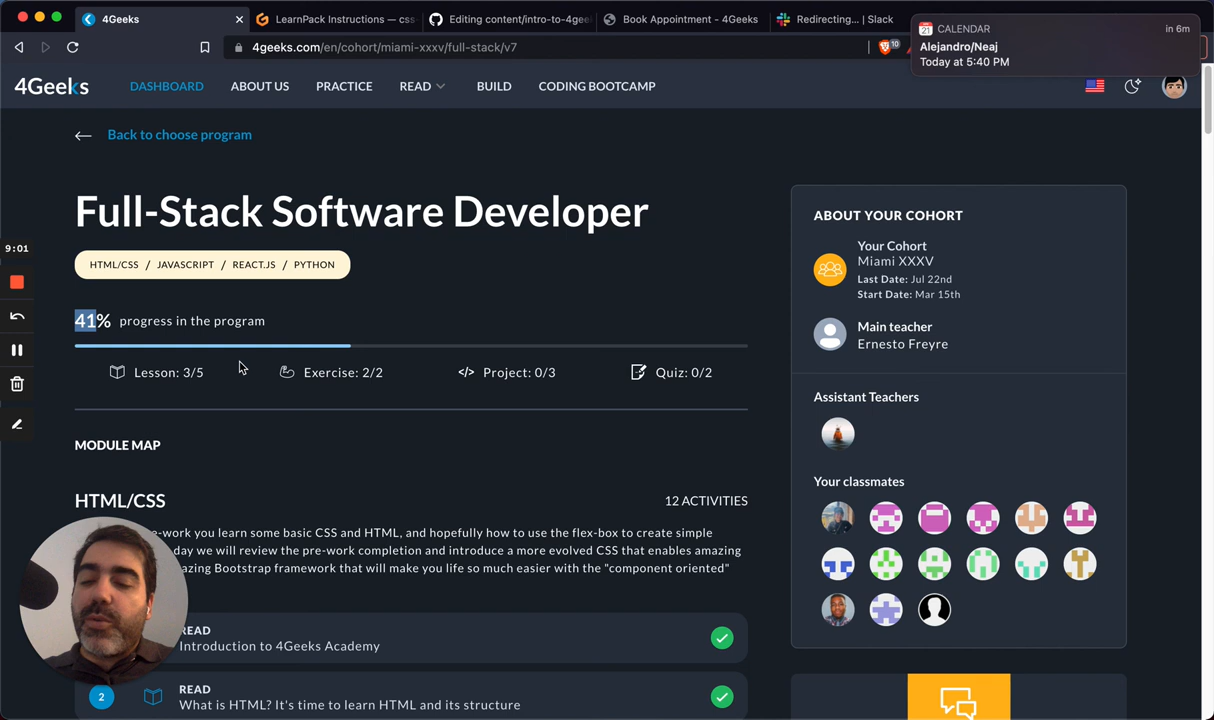 4Geeks
LearnPack Instructions — css
Editing content/intro-to-4gee
Book Appointment - 4Geeks
Redirecting... | Slack
4geeks.com/en/cohort/miami-xxxv/full-stack/v7
10
21
CALENDAR
in 6m
Alejandro/Neaj
Today at 5:40 PM
4Geeks
DASHBOARD
ABOUT US
PRACTICE
READ
BUILD
CODING BOOTCAMP
Back to choose program
Full-Stack Software Developer
HTML/CSS / JAVASCRIPT / REACT.JS / PYTHON
9:01
41% progress in the program
Lesson: 3/5
Exercise: 2/2
Project: 0/3
Quiz: 0/2
MODULE MAP
HTML/CSS
12 ACTIVITIES
e-work you learn some basic CSS and HTML, and hopefully how to use the flex-box to create simple
day we will review the pre-work completion and introduce a more evolved CSS that enables amazing
azing Bootstrap framework that will make you life so much easier with the "component oriented"
READ
Introduction to 4Geeks Academy
2
READ
What is HTML? It's time to learn HTML and its structure
ABOUT YOUR COHORT
Your Cohort
Miami XXXV
Last Date: Jul 22nd
Start Date: Mar 15th
Main teacher
Ernesto Freyre
Assistant Teachers
Your classmates